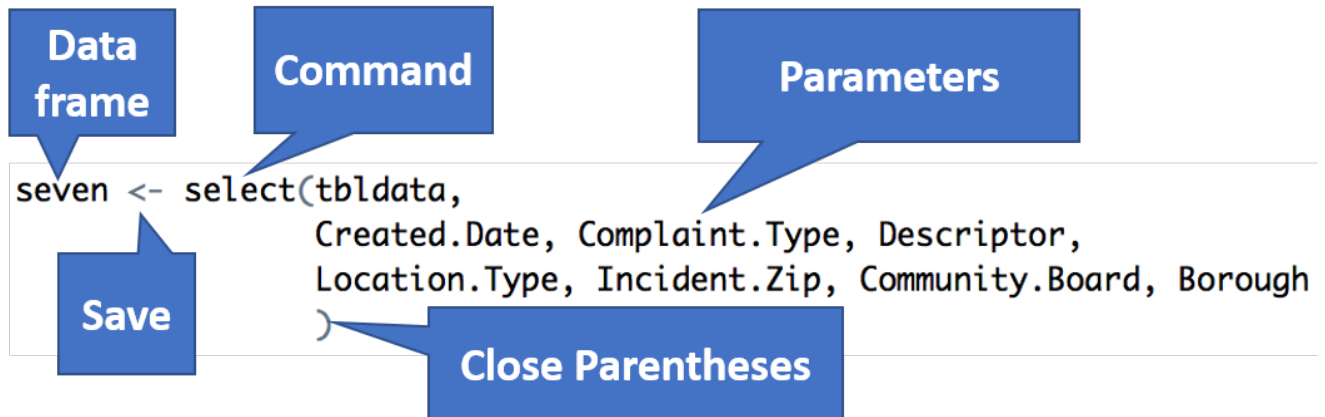 Data
frame
Command
Parameters
seven <- select(tbldata,
Created.Date, Complaint.Type, Descriptor,
Location.Type, Incident.Zip, Community.Board, Borough
)
Save
Close Parentheses